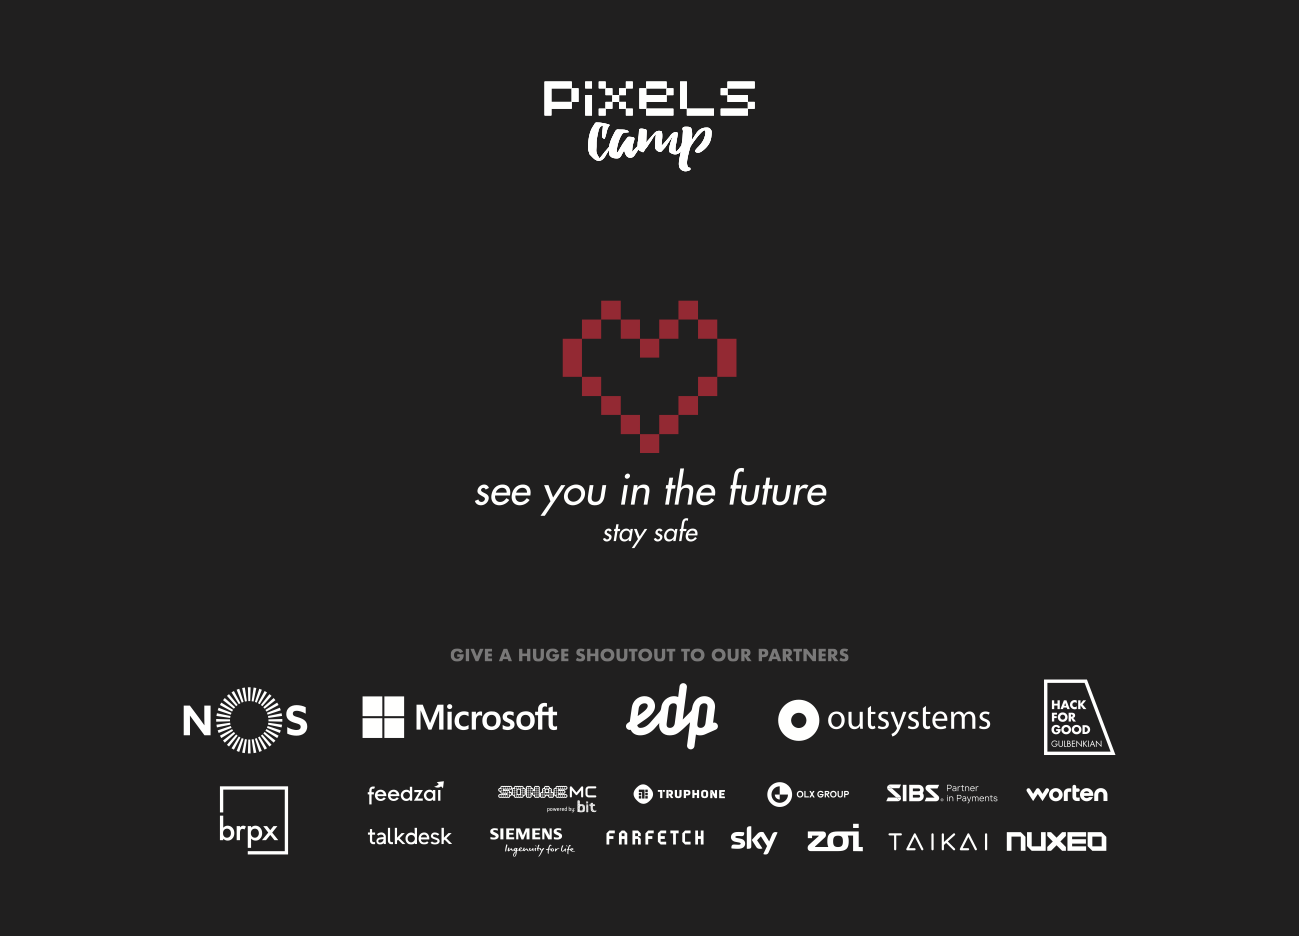 PiXELS
Camp
see you in the future
stay safe
GIVE A HUGE SHOUTOUT TO OUR PARTNERS
NOS
Microsoft
edp
outsystems
HACK
FOR
GOOD
GULBENKIAN
brpx
feedzai
SONAE MC
powered by bit
TRUPHONE
OLX GROUP
SIBS Partner
in Payments
worten
talkdesk
SIEMENS
Ingenuity for life
FARFETCH
sky
zoi
TAIKAI
NUXEO